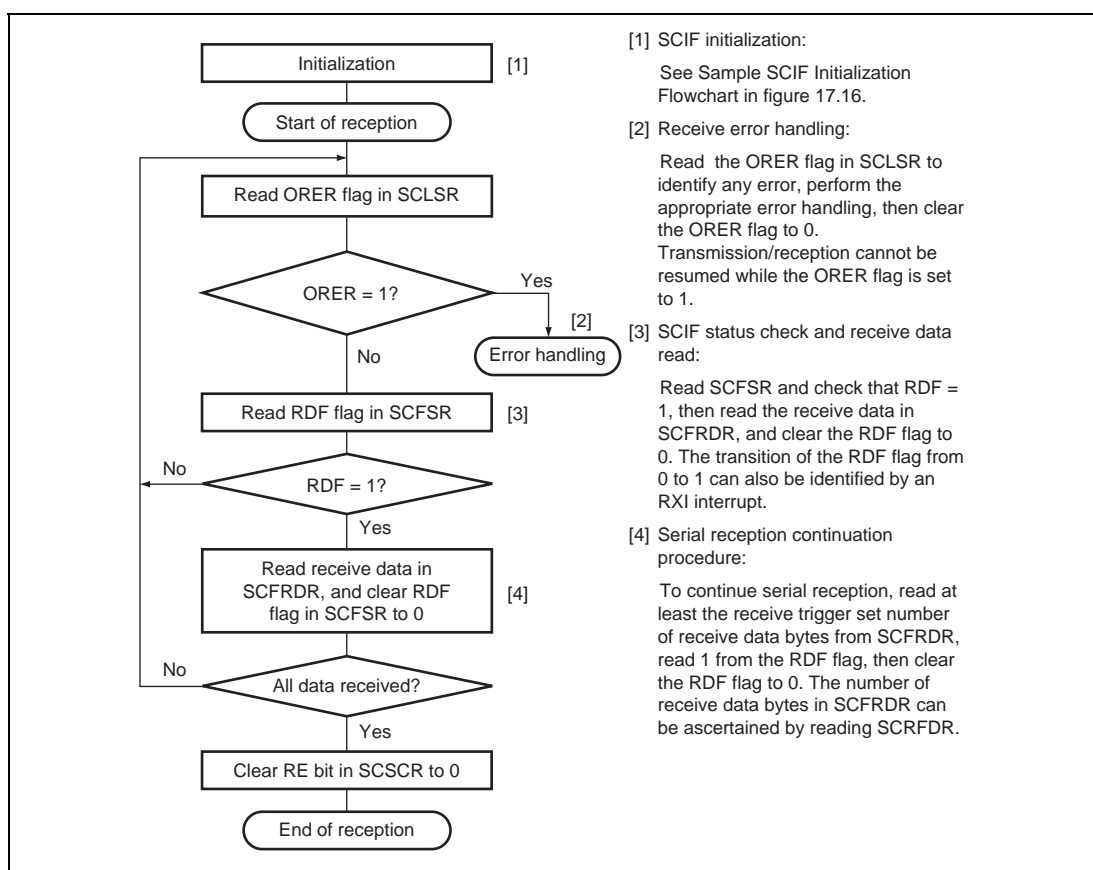 Initialization
[1]
Start of reception
Read ORER flag in SCLSR
ORER = 1?
Yes
[2]
Error handling
No
Read RDF flag in SCFSR
[3]
No
RDF = 1?
Yes
Read receive data in
SCFRDR, and clear RDF
flag in SCFSR to 0
[4]
No
All data received?
Yes
Clear RE bit in SCSCR to 0
End of reception
[1] SCIF initialization:
See Sample SCIF Initialization
Flowchart in figure 17.16.
[2] Receive error handling:
Read the ORER flag in SCLSR to
identify any error, perform the
appropriate error handling, then clear
the ORER flag to 0.
Transmission/reception cannot be
resumed while the ORER flag is set
to 1.
[3] SCIF status check and receive data
read:
Read SCFSR and check that RDF =
1, then read the receive data in
SCFRDR, and clear the RDF flag to
0. The transition of the RDF flag from
0 to 1 can also be identified by an
RXI interrupt.
[4] Serial reception continuation
procedure:
To continue serial reception, read at
least the receive trigger set number
of receive data bytes from SCFRDR,
read 1 from the RDF flag, then clear
the RDF flag to 0. The number of
receive data bytes in SCFRDR can
be ascertained by reading SCRFDR.